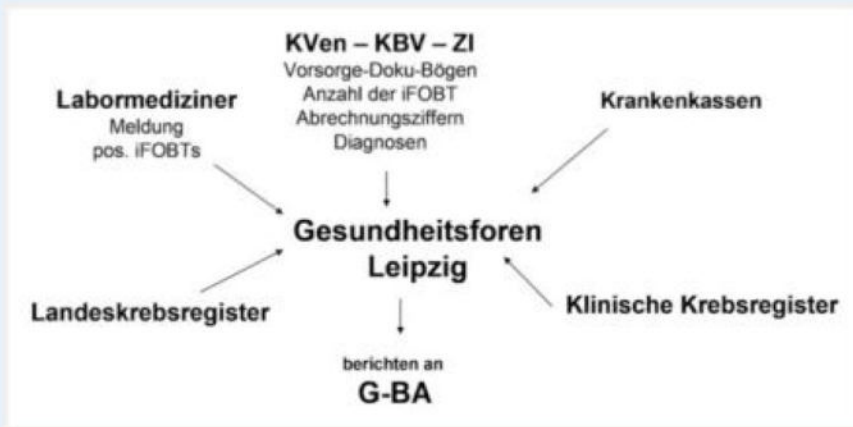 KVen – KBV – ZI
Vorsorge-Doku-Bögen
Anzahl der iFOBT
Abrechnungsziffern
Diagnosen
Labormediziner
Meldung
pos. iFOBTs
Krankenkassen
Gesundheitsforen
Leipzig
Landeskrebsregister
Klinische Krebsregister
berichten an
G-BA